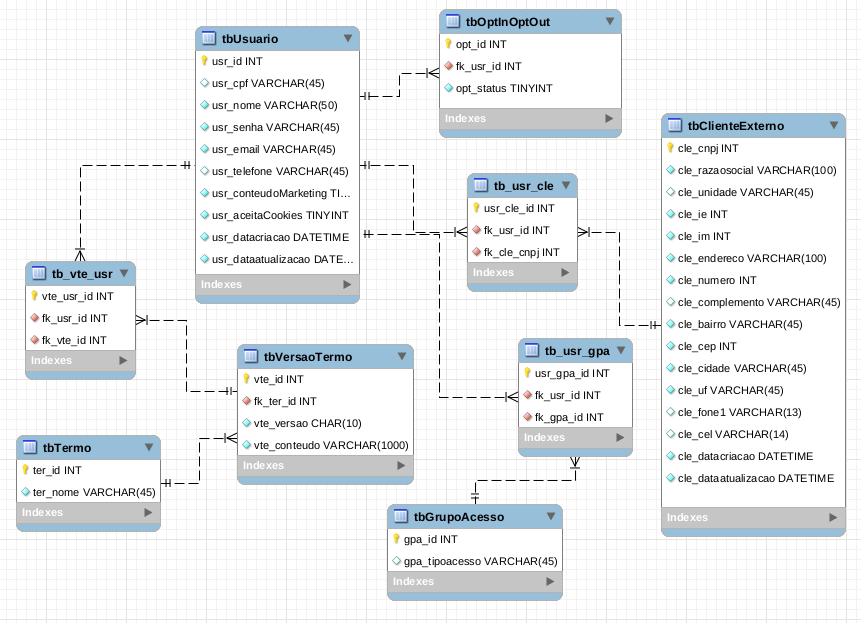 tbUsuario
usr_id INT
usr_cpf VARCHAR(45)
usr_nome VARCHAR(50)
usr_senha VARCHAR(45)
usr_email VARCHAR(45)
usr_telefone VARCHAR(45)
usr_conteudoMarketing TI...
usr_aceitaCookies TINYINT
usr_datacriacao DATETIME
usr_dataatualizacao DATE...
Indexes
tbOptInOptOut
opt_id INT
fk_usr_id INT
opt_status TINYINT
Indexes
tbClienteExterno
cle_cnpj INT
cle_razaosocial VARCHAR(100)
cle_unidade VARCHAR(45)
cle_ie INT
cle_im INT
cle_endereco VARCHAR(100)
cle_numero INT
cle_complemento VARCHAR(45)
cle_bairro VARCHAR(45)
cle_cep INT
cle_cidade VARCHAR(45)
cle_uf VARCHAR(45)
cle_fone1 VARCHAR(13)
cle_cel VARCHAR(14)
cle_datacriacao DATETIME
cle_dataatualizacao DATETIME
Indexes
tb_usr_cle
usr_cle_id INT
fk_usr_id INT
fk_cle_cnpj INT
Indexes
tb_vte_usr
vte_usr_id INT
fk_usr_id INT
fk_vte_id INT
Indexes
tbVersaoTermo
vte_id INT
fk_ter_id INT
vte_versao CHAR(10)
vte_conteudo VARCHAR(1000)
Indexes
tb_usr_gpa
usr_gpa_id INT
fk_usr_id INT
fk_gpa_id INT
Indexes
tbTermo
ter_id INT
ter_nome VARCHAR(45)
Indexes
tbGrupoAcesso
gpa_id INT
gpa_tipoacesso VARCHAR(45)
Indexes